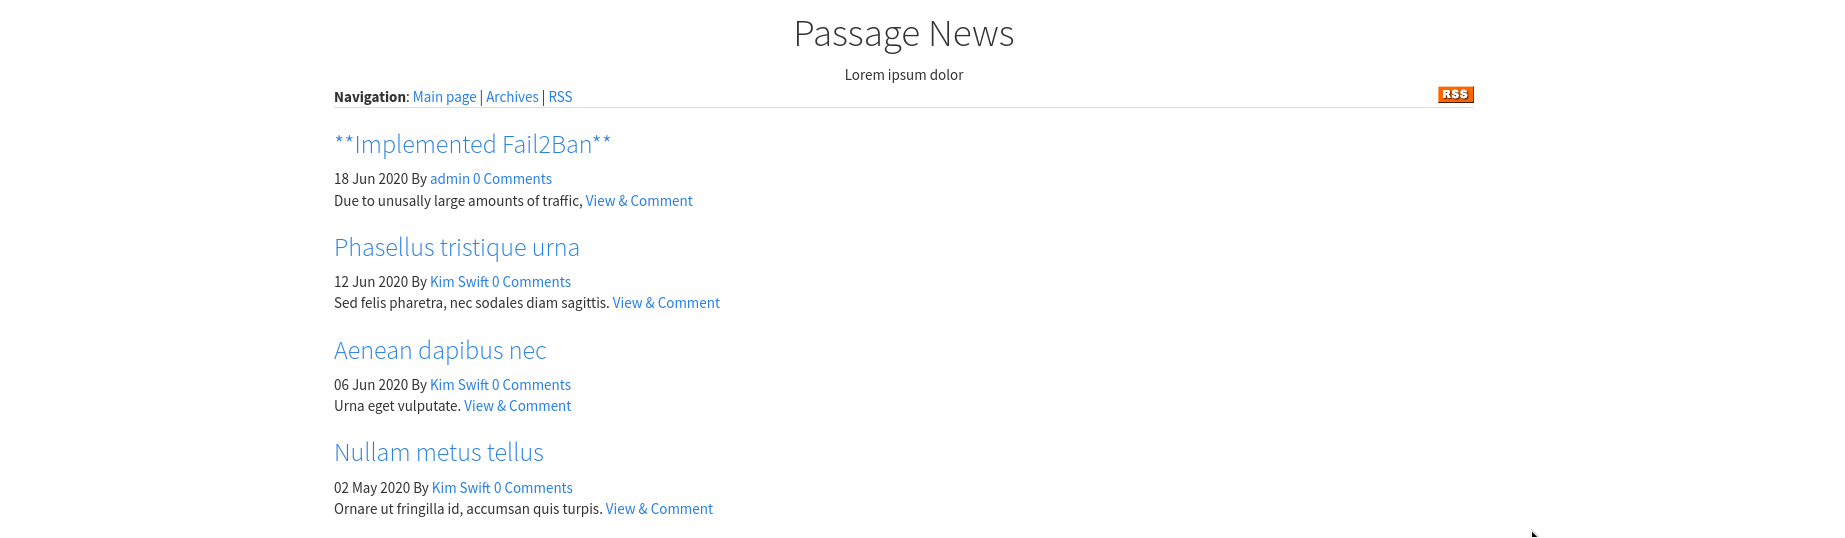 Passage News
Lorem ipsum dolor
Navigation: Main page | Archives | RSS
RSS
**Implemented Fail2Ban**
18 Jun 2020 By admin 0 Comments
Due to unusally large amounts of traffic, View & Comment
Phasellus tristique urna
12 Jun 2020 By Kim Swift 0 Comments
Sed felis pharetra, nec sodales diam sagittis. View & Comment
Aenean dapibus nec
06 Jun 2020 By Kim Swift 0 Comments
Urna eget vulputate. View & Comment
Nullam metus tellus
02 May 2020 By Kim Swift 0 Comments
Ornare ut fringilla id, accumsan quis turpis. View & Comment